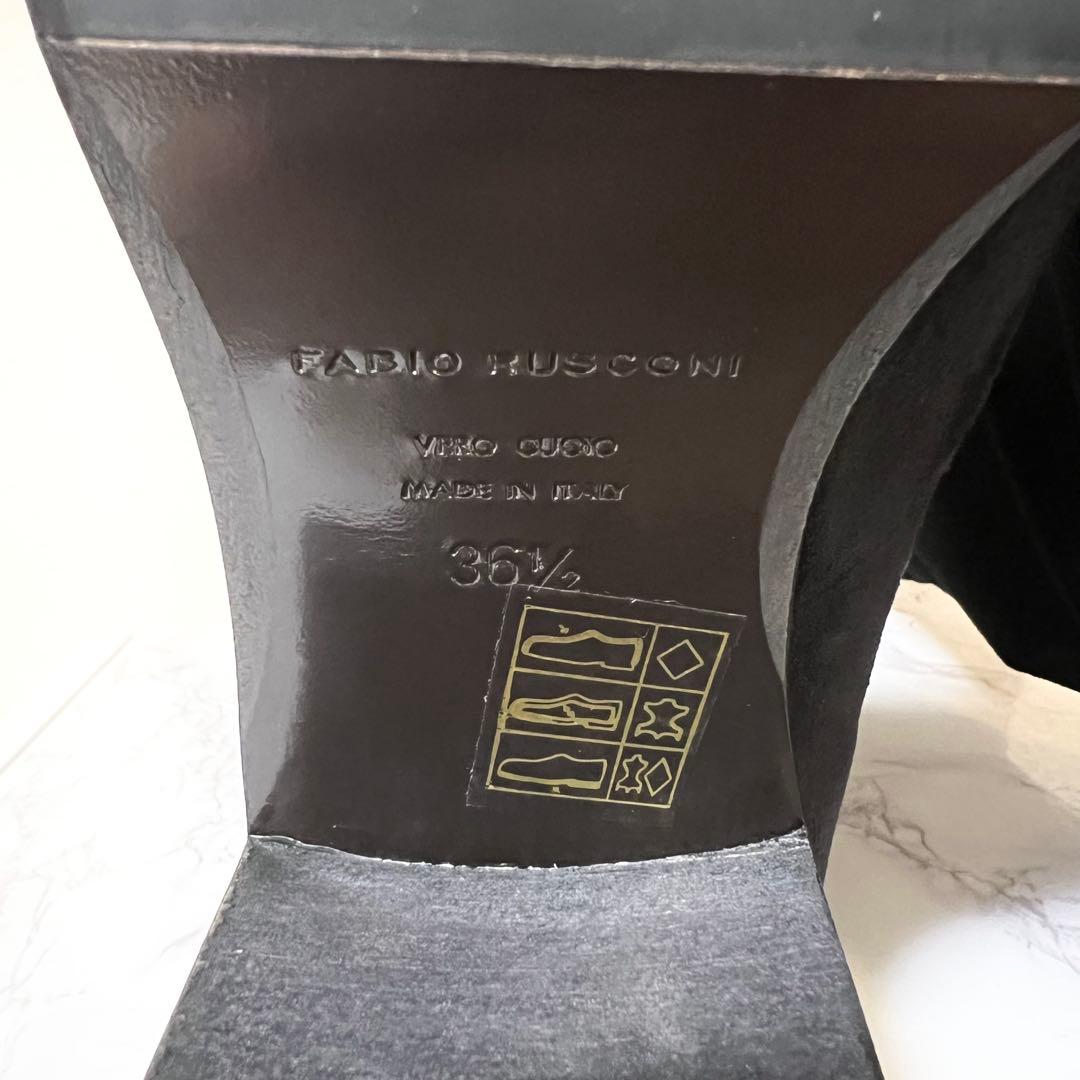 FABIO RUSCONI
VERO CUOIO
MADE IN ITALY
36½